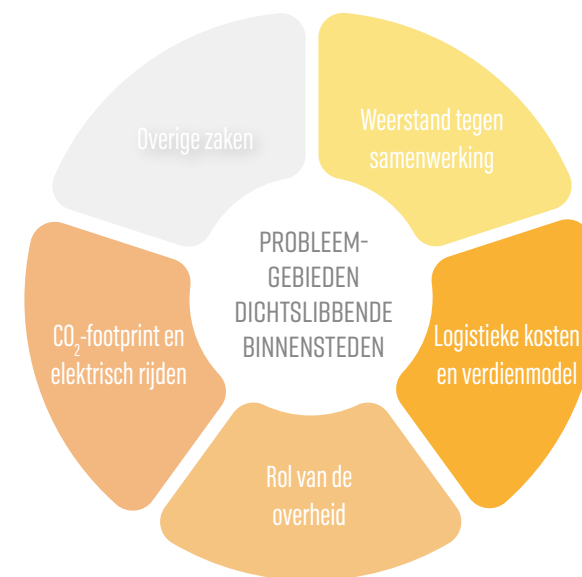 PROBLEEM-
GEBIEDEN
DICHTSLIBBENDE
BINNENSTEDEN
Weerstand tegen
samenwerking
Logistieke kosten
en verdienmodel
Rol van de
overheid
CO₂-footprint en
elektrisch rijden
Overige zaken